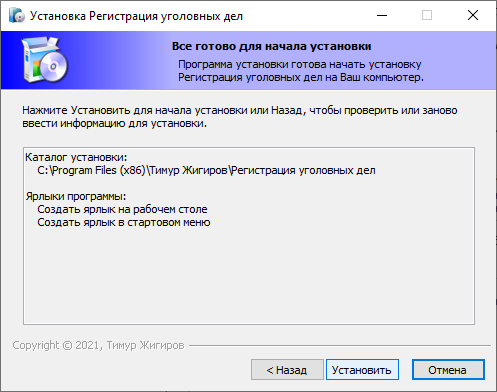 Установка Регистрация уголовных дел
Все готово для начала установки
Программа установки готова начать установку
Регистрация уголовных дел на Ваш компьютер.
Нажмите Установить для начала установки или Назад, чтобы проверить или заново
ввести информацию для установки.
Каталог установки:
C:\Program Files (x86)\Тимур Жигиров\Регистрация уголовных дел
Ярлыки программы:
Создать ярлык на рабочем столе
Создать ярлык в стартовом меню
Copyright © 2021, Тимур Жигиров
< Назад
Установить
Отмена